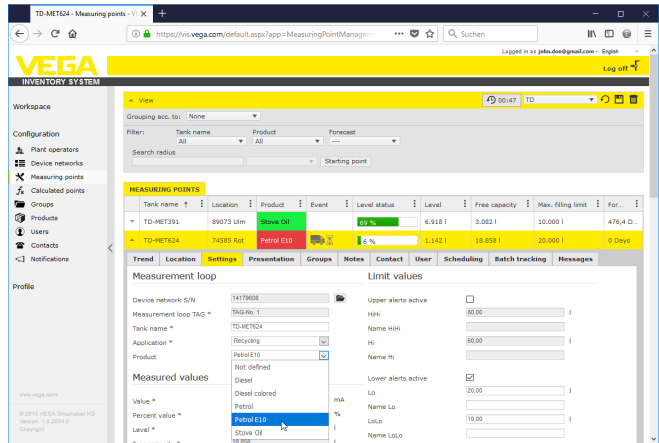 TD-MET624 - Measuring points - VE
https://vis.vega.com/default.aspx?app=MeasuringPointManagem
Suchen
Logged in as john.doe@gmail.com - English
Log off
VEGA
INVENTORY SYSTEM
Workspace
Configuration
Plant operators
Device networks
Measuring points
Calculated points
Groups
Products
Users
Contacts
Notifications
Profile
www.vega.com
Copyright
View
00:47 TD
Grouping acc. to: None
Filter: Tank name Product Forecast
All All ---
Search radius
Starting point
MEASURING POINTS
Tank name ↑ Location Product Event Level status Level Free capacity Max. filling limit For...
TD-MET391 89073 Ulm Stove Oil 69 % 6.918 l 3.082 l 10.000 l 476,4 D
TD-MET624 74585 Rot Petrol E10 6 % 1.142 l 18.858 l 20.000 l 0 Days
Trend Location Settings Presentation Groups Notes Contact User Scheduling Batch tracking Messages
Measurement loop Limit values
Device network S/N 14179608 Upper alerts active
Measurement loop TAG * TAG-No. 1 HiHi 80,00 l
Tank name * TD-MET624 Name HiHi
Application * Recycling Hi 60,00 l
Product Petrol E10 Name Hi
Not defined
Measured values Diesel Lower alerts active
Diesel colored Lo 20,00 l
Value * Petrol mA Name Lo
Percent value * Petrol E10 % LoLo 10,00 l
Level * Stove Oil l Name LoLo
18.858